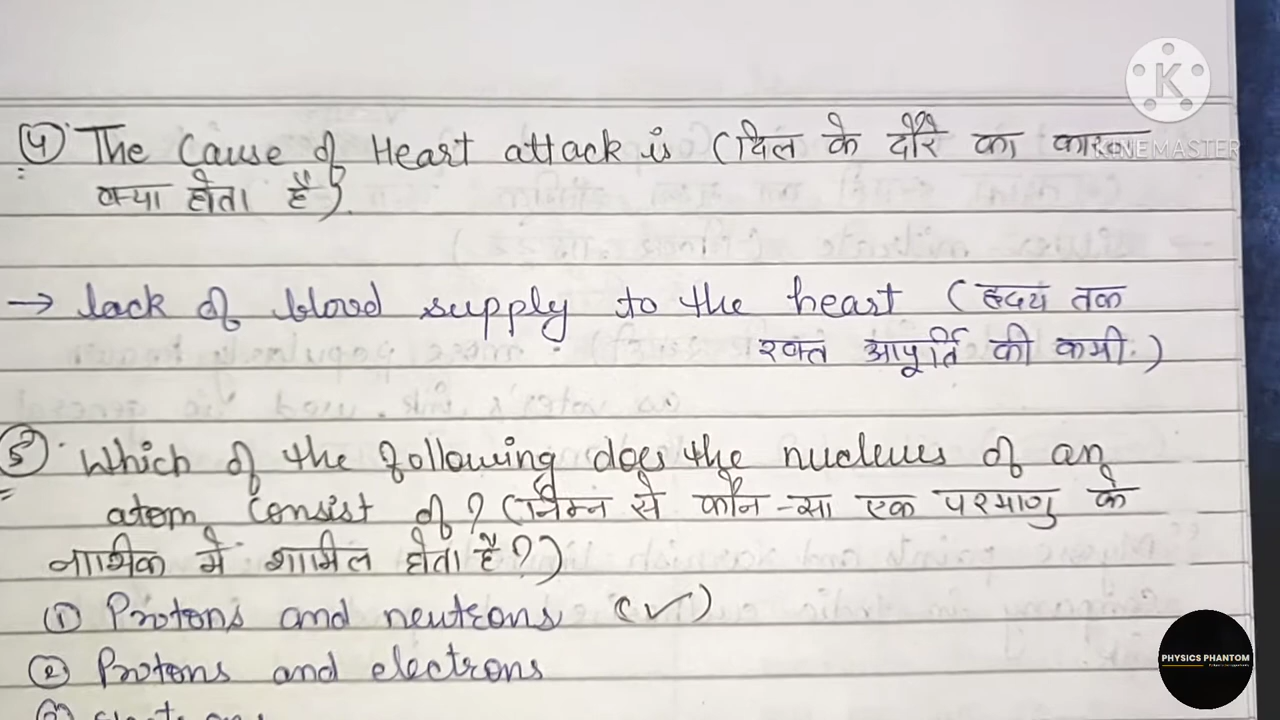 ④ The Cause of Heart attack is (दिल के दौरे का कारण
क्या होता है).
→ lack of blood supply to the heart (हृदय तक
रक्त आपूर्ति की कमी.)
⑤ Which of the following does the nucleus of an
atom consist of? (निम्न से कौन-सा एक परमाणु के
नाभिक में शामिल होता है?)
① Protons and neutrons (✓)
② Protons and electrons
K
KINEMASTER
PHYSICS PHANTOM